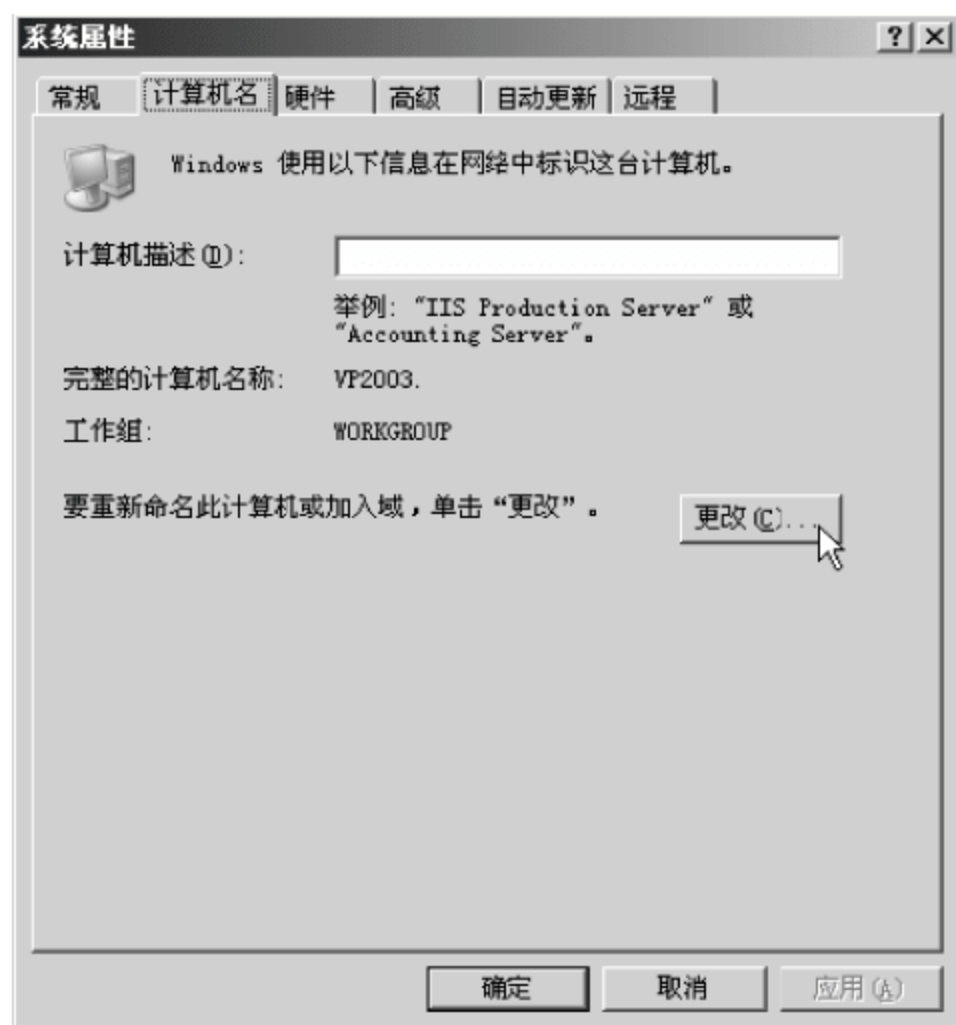 系统属性
常规 计算机名 硬件 高级 自动更新 远程
Windows 使用以下信息在网络中标识这台计算机。
计算机描述(D):
举例: "IIS Production Server" 或
"Accounting Server"。
完整的计算机名称: VP2003.
工作组: WORKGROUP
要重新命名此计算机或加入域，单击“更改”。 更改(C)...
确定 取消 应用(A)